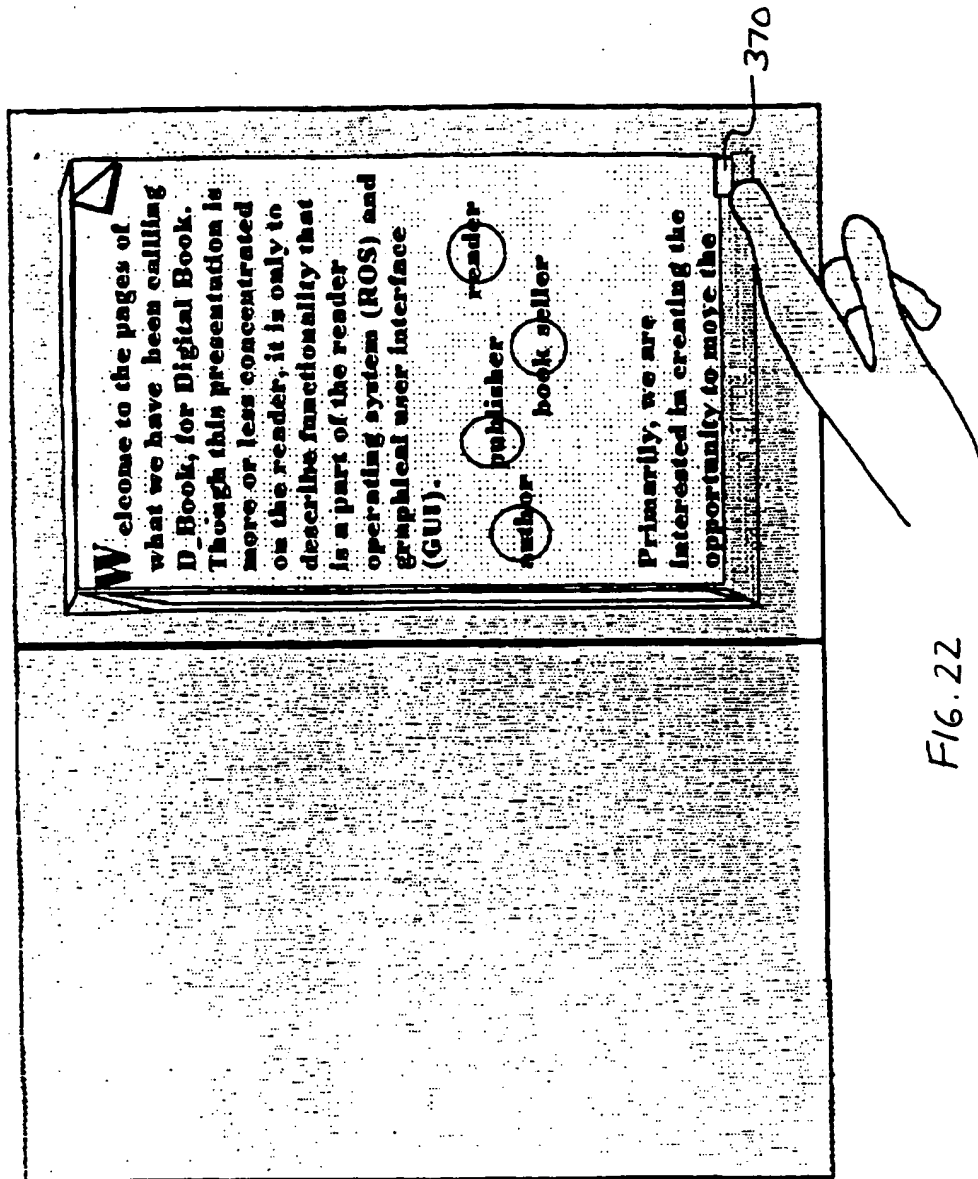 Welcome to the pages of
what we have been callling
D_Book, for Digital Book.
Though this presentation is
more or less concentrated
on the reader, it is only to
describe functionality that
is a part of the reader
operating system (ROS) and
graphical user interface
(GUI).
author
publisher
book seller
reader
Primarily, we are
interested in creating the
opportunity to move the
370
FIG. 22